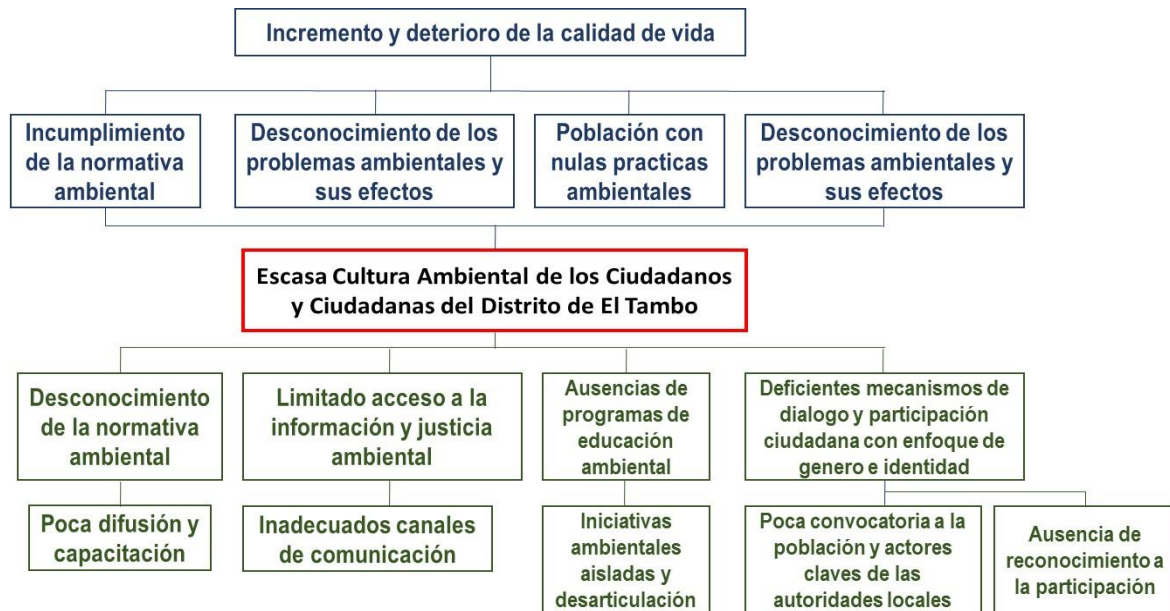 Incremento y deterioro de la calidad de vida
Incumplimiento
de la normativa
ambiental
Desconocimiento de los
problemas ambientales y
sus efectos
Población con
nulas practicas
ambientales
Desconocimiento de los
problemas ambientales y
sus efectos
Escasa Cultura Ambiental de los Ciudadanos
y Ciudadanas del Distrito de El Tambo
Desconocimiento
de la normativa
ambiental
Limitado acceso a la
información y justicia
ambiental
Ausencias de
programas de
educación
ambiental
Deficientes mecanismos de
dialogo y participación
ciudadana con enfoque de
genero e identidad
Poca difusión y
capacitación
Inadecuados canales
de comunicación
Iniciativas
ambientales
aisladas y
desarticulación
Poca convocatoria a la
población y actores
claves de las
autoridades locales
Ausencia de
reconocimiento a
la participación